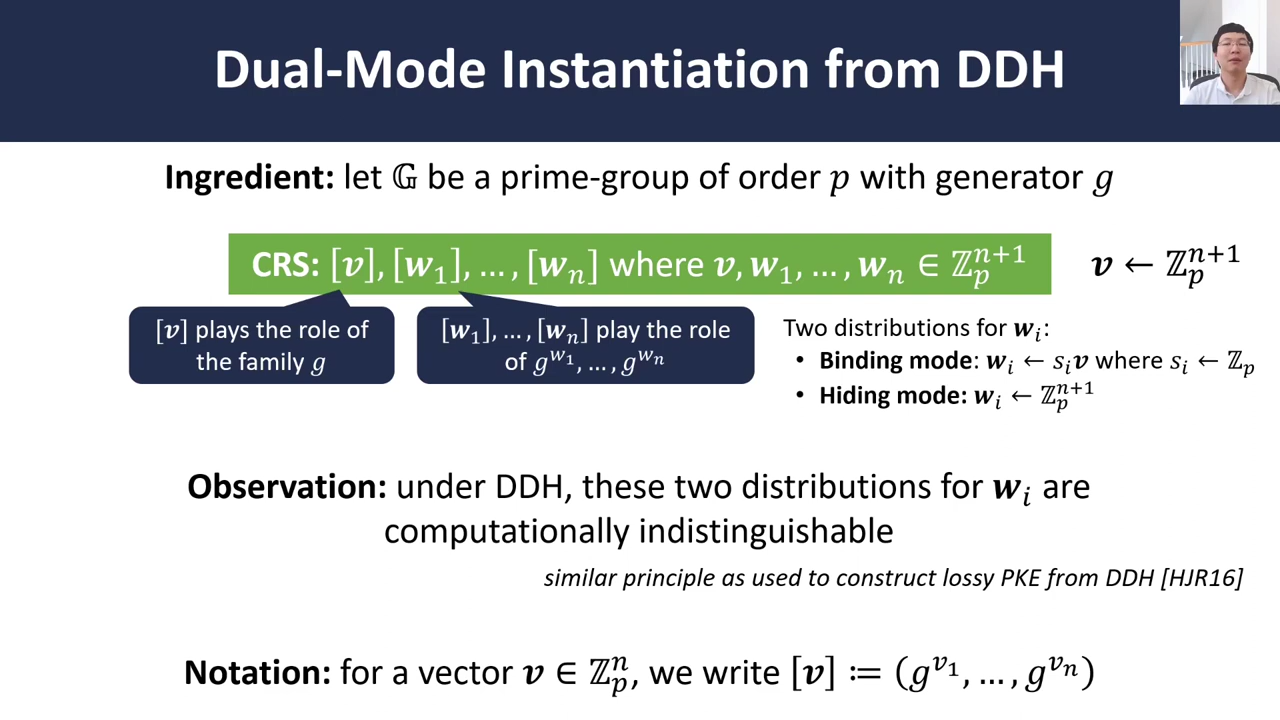 Dual-Mode Instantiation from DDH
Ingredient: let 𝔾 be a prime-group of order p with generator g
CRS: [v], [w₁], …, [wₙ] where v, w₁, …, wₙ ∈ ℤₚⁿ⁺¹
v ← ℤₚⁿ⁺¹
[v] plays the role of
the family g
[w₁], …, [wₙ] play the role
of g^{w₁}, …, g^{wₙ}
Two distributions for wᵢ:
• Binding mode: wᵢ ← sᵢv where sᵢ ← ℤₚ
• Hiding mode: wᵢ ← ℤₚⁿ⁺¹
Observation: under DDH, these two distributions for wᵢ are
computationally indistinguishable
similar principle as used to construct lossy PKE from DDH [HJR16]
Notation: for a vector v ∈ ℤₚⁿ, we write [v] ≔ (g^{v₁}, …, g^{vₙ})